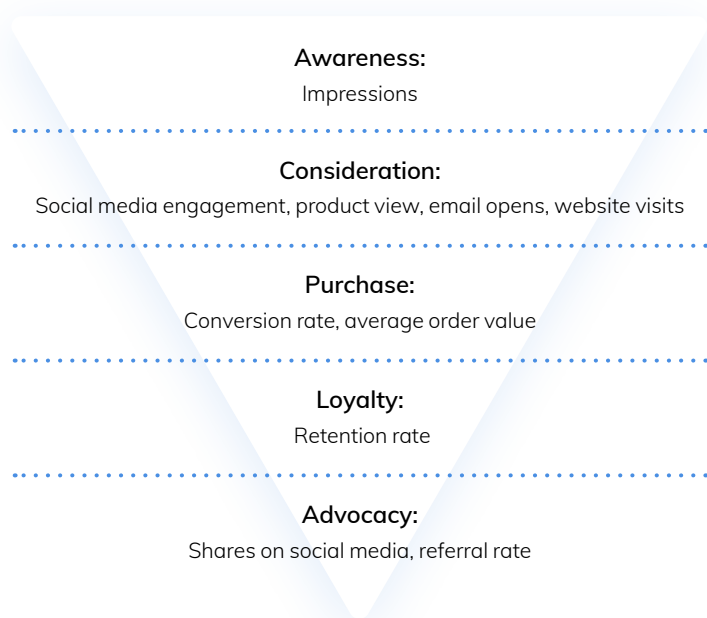 Awareness:
Impressions
Consideration:
Social media engagement, product view, email opens, website visits
Purchase:
Conversion rate, average order value
Loyalty:
Retention rate
Advocacy:
Shares on social media, referral rate